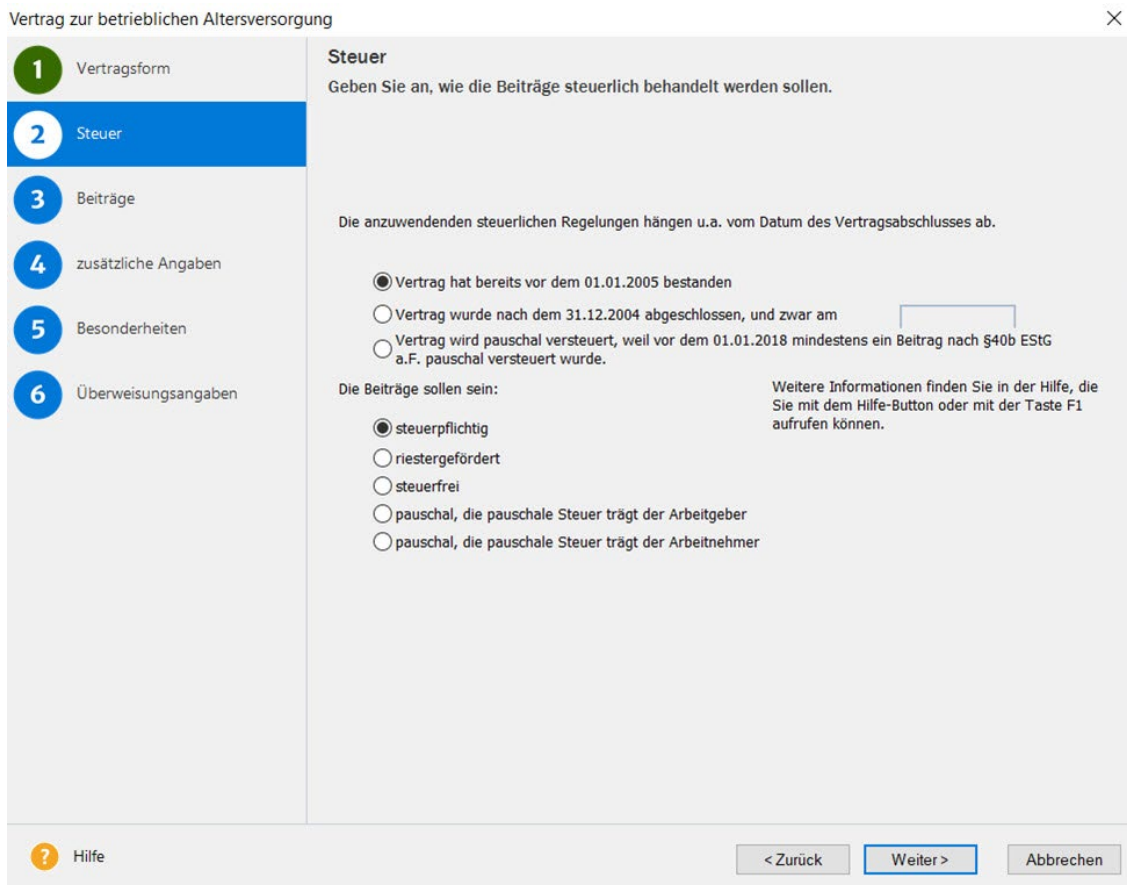 Vertrag zur betrieblichen Altersversorgung
1 Vertragsform
2 Steuer
3 Beiträge
4 zusätzliche Angaben
5 Besonderheiten
6 Überweisungsangaben
Steuer
Geben Sie an, wie die Beiträge steuerlich behandelt werden sollen.
Die anzuwendenden steuerlichen Regelungen hängen u.a. vom Datum des Vertragsabschlusses ab.
Vertrag hat bereits vor dem 01.01.2005 bestanden
Vertrag wurde nach dem 31.12.2004 abgeschlossen, und zwar am
Vertrag wird pauschal versteuert, weil vor dem 01.01.2018 mindestens ein Beitrag nach §40b EStG
a.F. pauschal versteuert wurde.
Die Beiträge sollen sein:
steuerpflichtig
riestergefördert
steuerfrei
pauschal, die pauschale Steuer trägt der Arbeitgeber
pauschal, die pauschale Steuer trägt der Arbeitnehmer
Weitere Informationen finden Sie in der Hilfe, die
Sie mit dem Hilfe-Button oder mit der Taste F1
aufrufen können.
? Hilfe
< Zurück
Weiter >
Abbrechen